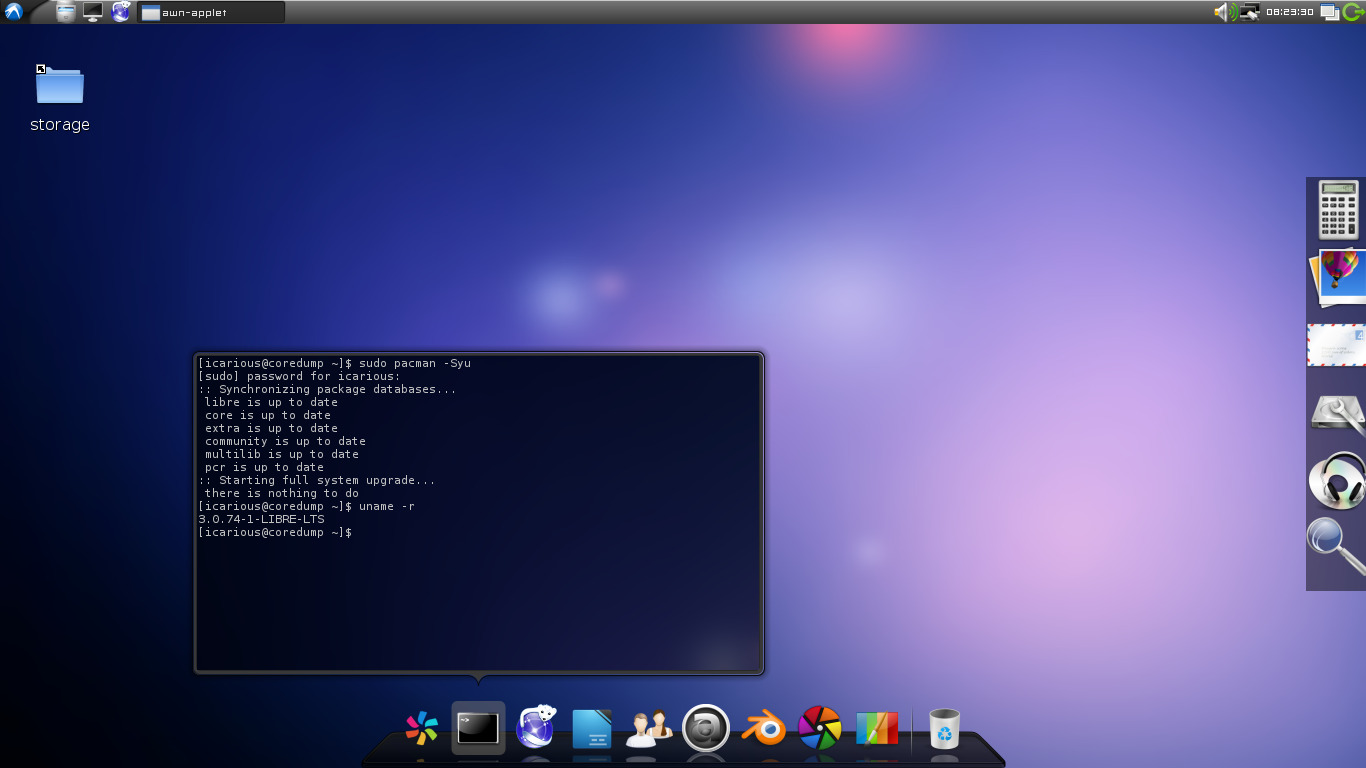 awn-applet
08:23:30
storage
[icarious@coredump ~]$ sudo pacman -Syu
[sudo] password for icarious:
:: Synchronizing package databases...
libre is up to date
core is up to date
extra is up to date
community is up to date
multilib is up to date
pcr is up to date
:: Starting full system upgrade...
there is nothing to do
[icarious@coredump ~]$ uname -r
3.0.74-1-LIBRE-LTS
[icarious@coredump ~]$